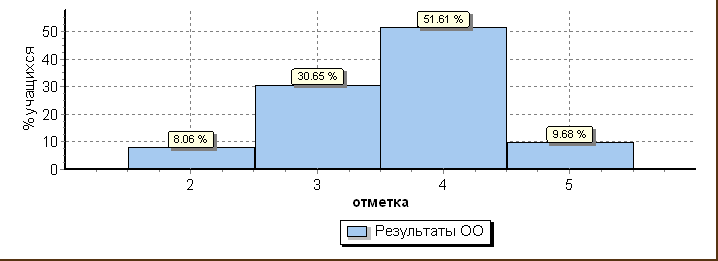 % учащихся
50
40
30
20
10
0
8.06 %
30.65 %
51.61 %
9.68 %
2 3 4 5
отметка
Результаты ОО